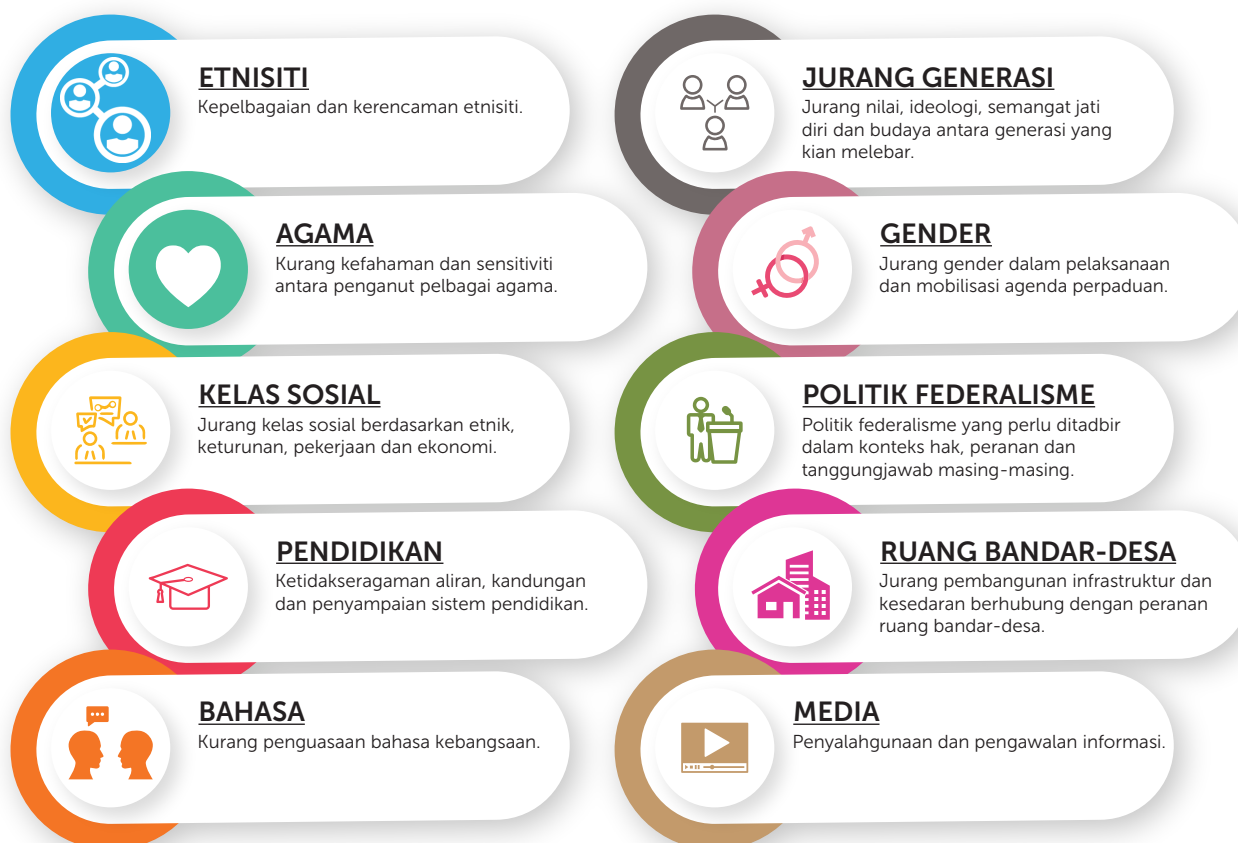 ETNISITI
Kepelbagaian dan kerencaman etnisiti.
AGAMA
Kurang kefahaman dan sensitiviti
antara penganut pelbagai agama.
KELAS SOSIAL
Jurang kelas sosial berdasarkan etnik,
keturunan, pekerjaan dan ekonomi.
PENDIDIKAN
Ketidakseragaman aliran, kandungan
dan penyampaian sistem pendidikan.
BAHASA
Kurang penguasaan bahasa kebangsaan.
JURANG GENERASI
Jurang nilai, ideologi, semangat jati
diri dan budaya antara generasi yang
kian melebar.
GENDER
Jurang gender dalam pelaksanaan
dan mobilisasi agenda perpaduan.
POLITIK FEDERALISME
Politik federalisme yang perlu ditadbir
dalam konteks hak, peranan dan
tanggungjawab masing-masing.
RUANG BANDAR-DESA
Jurang pembangunan infrastruktur dan
kesedaran berhubung dengan peranan
ruang bandar-desa.
MEDIA
Penyalahgunaan dan pengawalan informasi.